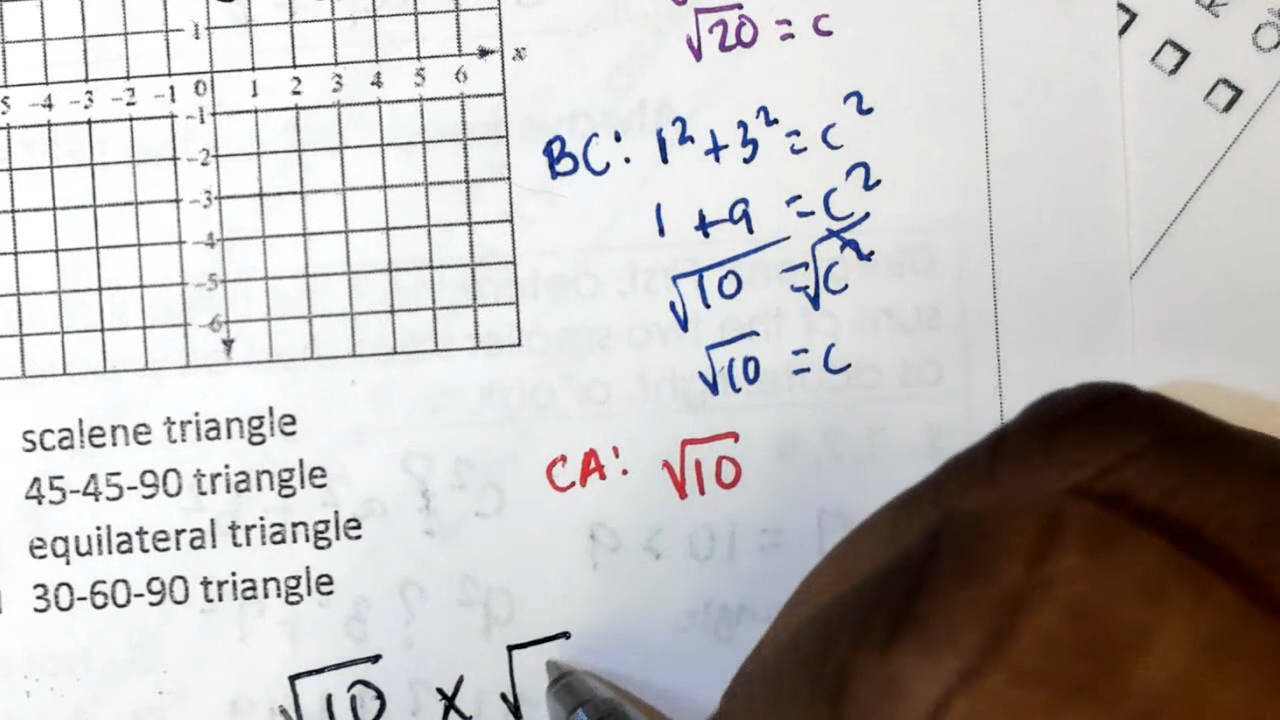 1
x
5 -4 -3 -2 -1 0 1 2 3 4 5 6
-1
-2
-3
-4
-5
-6
√20 = c
BC: 1² + 3² = c²
1 + 9 = c²
√10 = √c²
√10 = c
CA: √10
scalene triangle
45-45-90 triangle
equilateral triangle
30-60-90 triangle
√10 x √